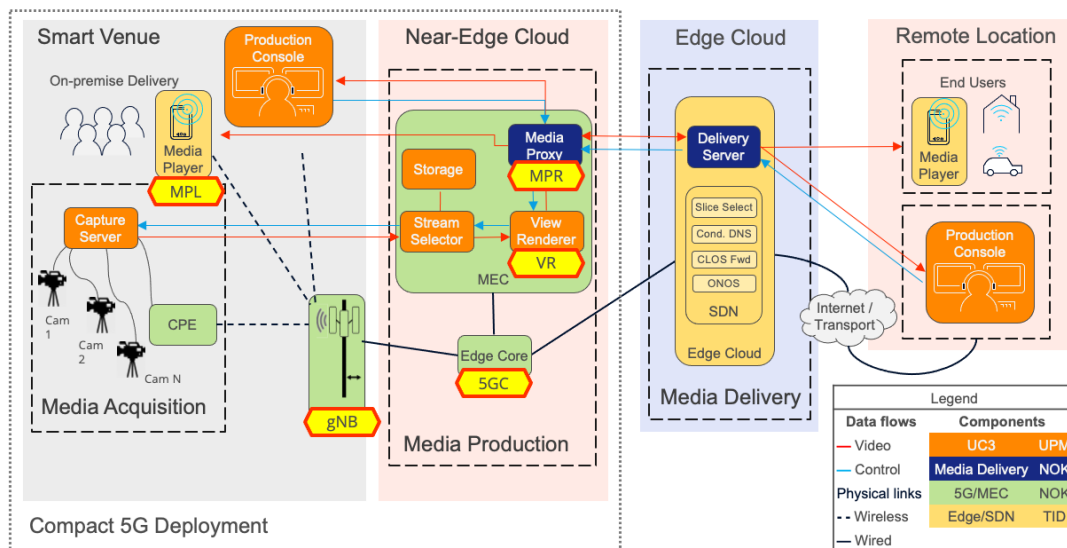 Smart Venue
On-premise Delivery
Production
Console
Media
Player
MPL
Capture
Server
Cam
1
Cam
2
Cam N
CPE
Media Acquisition
gNB
Compact 5G Deployment
Near-Edge Cloud
Media
Proxy
MPR
Storage
Stream
Selector
View
Renderer
VR
MEC
Edge Core
5GC
Media Production
Edge Cloud
Delivery
Server
Slice Select
Cond. DNS
CLOS Fwd
ONOS
SDN
Edge Cloud
Media Delivery
Remote Location
End Users
Media
Player
Production
Console
Internet /
Transport
Legend
Data flows Components
Video UC3 UPM
Control Media Delivery NOK
Physical links 5G/MEC NOK
Wireless Edge/SDN TID
Wired